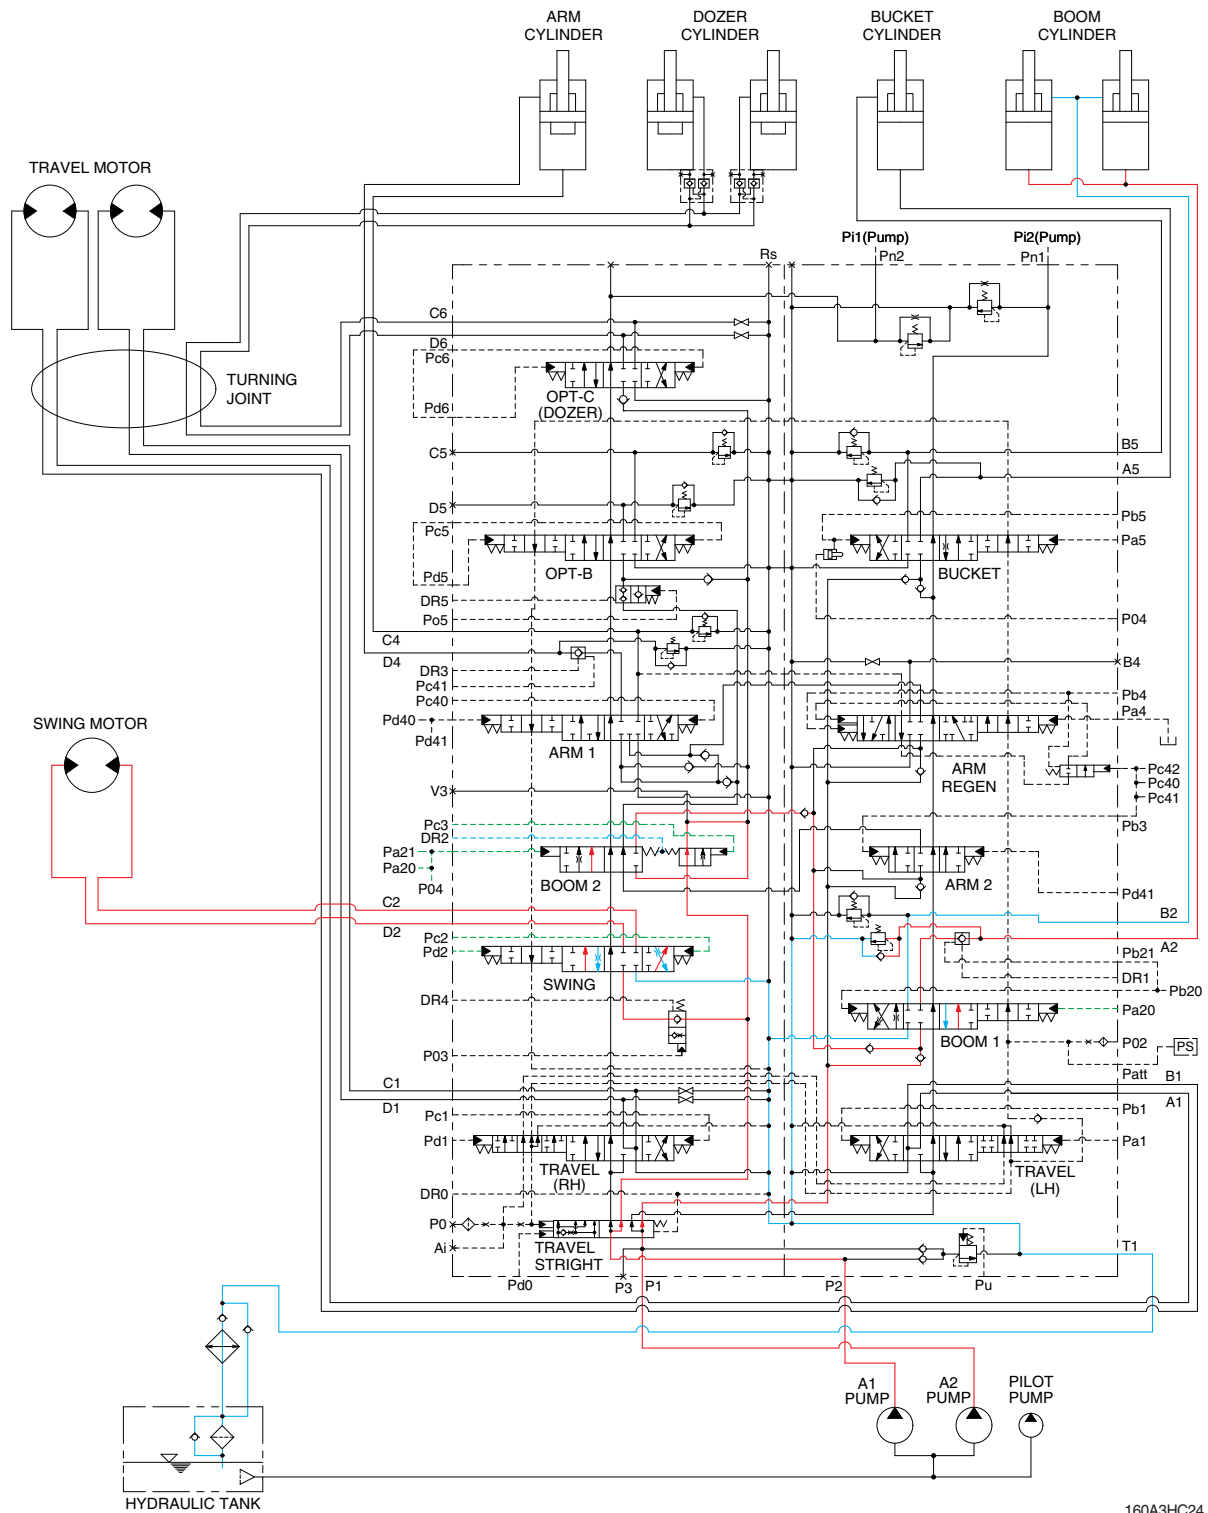 ARM
CYLINDER
DOZER
CYLINDER
BUCKET
CYLINDER
BOOM
CYLINDER
TRAVEL MOTOR
TURNING
JOINT
Pi1(Pump)
Pi2(Pump)
Rs
Pn2
Pn1
C6
D6
Pc6
Pd6
OPT-C
(DOZER)
C5
B5
A5
D5
Pc5
Pb5
Pa5
Pd5
OPT-B
BUCKET
DR5
Po5
P04
C4
D4
B4
DR3
Pc41
Pc40
Pb4
Pa4
Pd40
Pd41
SWING MOTOR
ARM 1
ARM
REGEN
Pc42
Pc40
Pc41
V3
Pc3
DR2
Pb3
Pa21
Pa20
P04
BOOM 2
ARM 2
Pd41
C2
D2
B2
A2
Pc2
Pd2
Pb21
DR1
Pb20
SWING
DR4
Pa20
BOOM 1
P02
PS
P03
Patt
C1
D1
B1
A1
Pc1
Pb1
Pd1
Pa1
TRAVEL
(RH)
TRAVEL
(LH)
DR0
P0
Ai
TRAVEL
STRIGHT
T1
Pd0
P3
P1
P2
Pu
A1
PUMP
A2
PUMP
PILOT
PUMP
HYDRAULIC TANK
160A3HC24